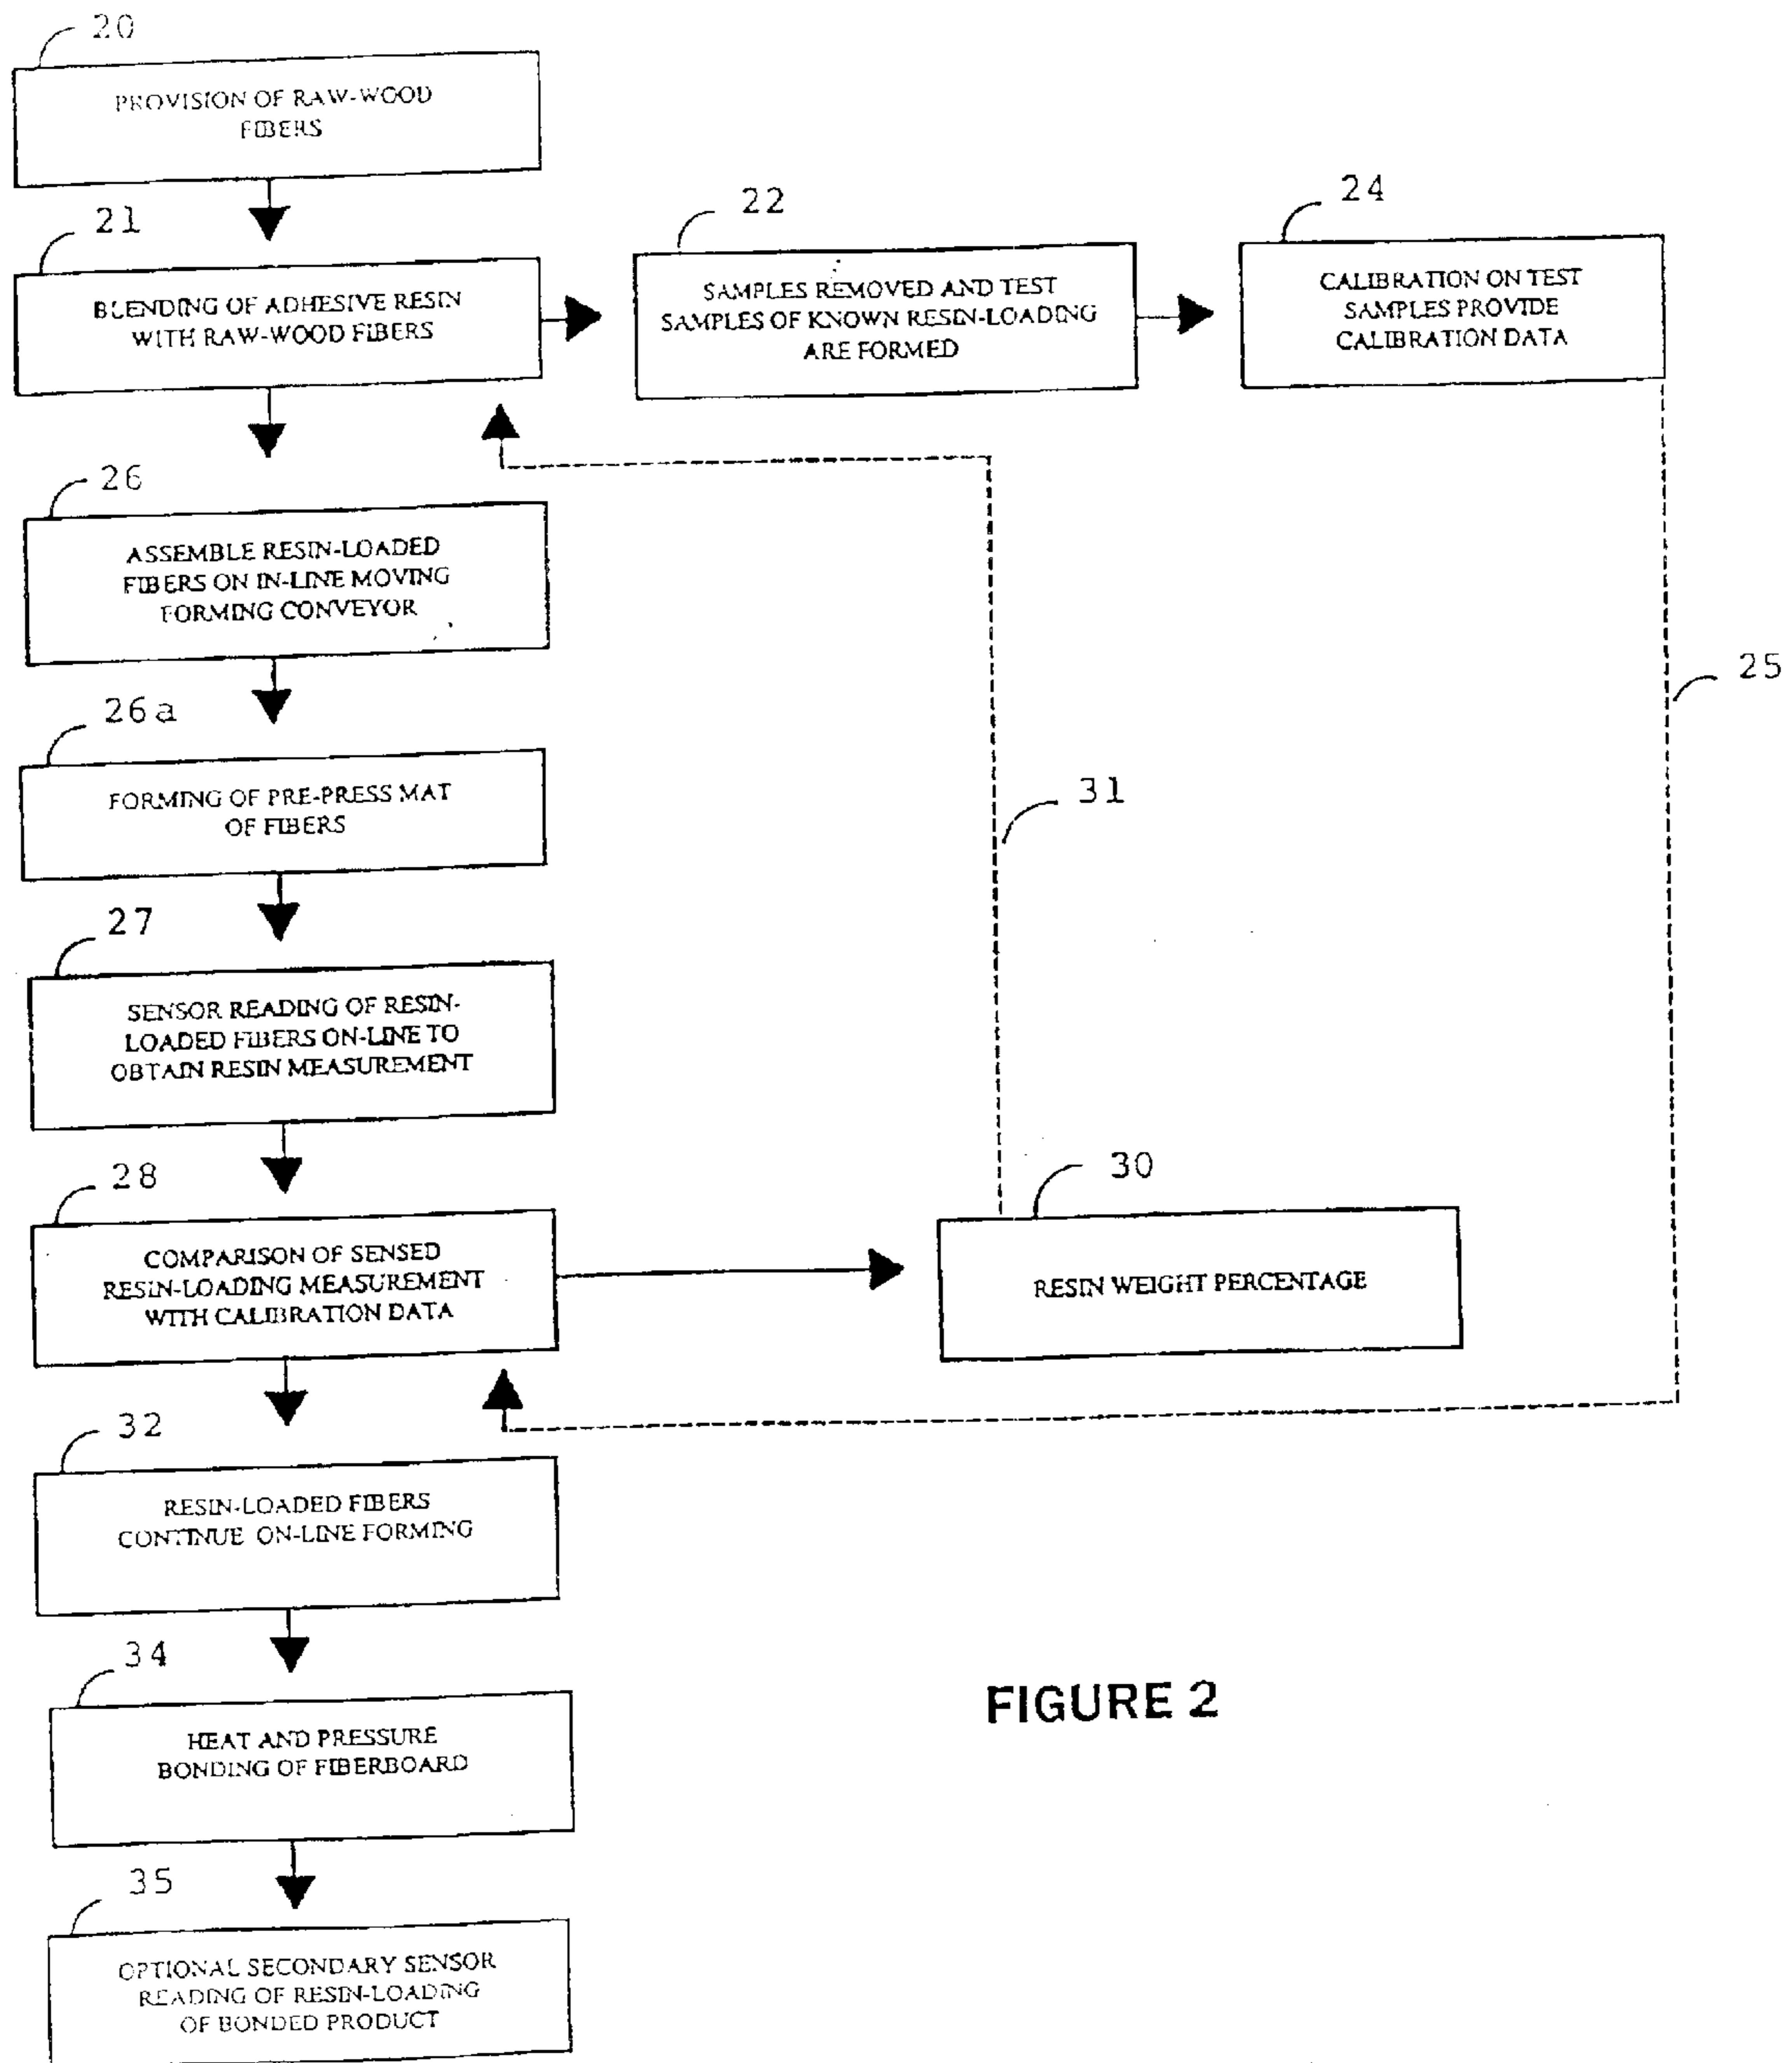 20
PROVISION OF RAW-WOOD
FIBERS
21
BLENDING OF ADHESIVE RESIN
WITH RAW-WOOD FIBERS
22
SAMPLES REMOVED AND TEST
SAMPLES OF KNOWN RESIN-LOADING
ARE FORMED
24
CALIBRATION ON TEST
SAMPLES PROVIDE
CALIBRATION DATA
25
26
ASSEMBLE RESIN-LOADED
FIBERS ON IN-LINE MOVING
FORMING CONVEYOR
26a
FORMING OF PRE-PRESS MAT
OF FIBERS
31
27
SENSOR READING OF RESIN-
LOADED FIBERS ON-LINE TO
OBTAIN RESIN MEASUREMENT
28
COMPARISON OF SENSED
RESIN-LOADING MEASUREMENT
WITH CALIBRATION DATA
30
RESIN WEIGHT PERCENTAGE
32
RESIN-LOADED FIBERS
CONTINUE ON-LINE FORMING
34
HEAT AND PRESSURE
BONDING OF FIBERBOARD
35
OPTIONAL SECONDARY SENSOR
READING OF RESIN-LOADING
OF BONDED PRODUCT
FIGURE 2